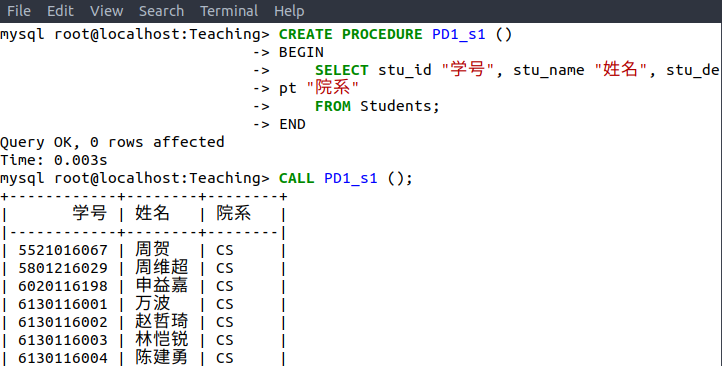 File Edit View Search Terminal Help
mysql root@localhost:Teaching> CREATE PROCEDURE PD1_s1 ()
-> BEGIN
->     SELECT stu_id "学号", stu_name "姓名", stu_de
-> pt "院系"
->     FROM Students;
-> END
Query OK, 0 rows affected
Time: 0.003s
mysql root@localhost:Teaching> CALL PD1_s1 ();
+------------+--------+--------+
|       学号 | 姓名   | 院系   |
|------------+--------+--------|
| 5521016067 | 周贺   | CS     |
| 5801216029 | 周维超 | CS     |
| 6020116198 | 申益嘉 | CS     |
| 6130116001 | 万波   | CS     |
| 6130116002 | 赵哲琦 | CS     |
| 6130116003 | 林恺锐 | CS     |
| 6130116004 | 陈建勇 | CS     |